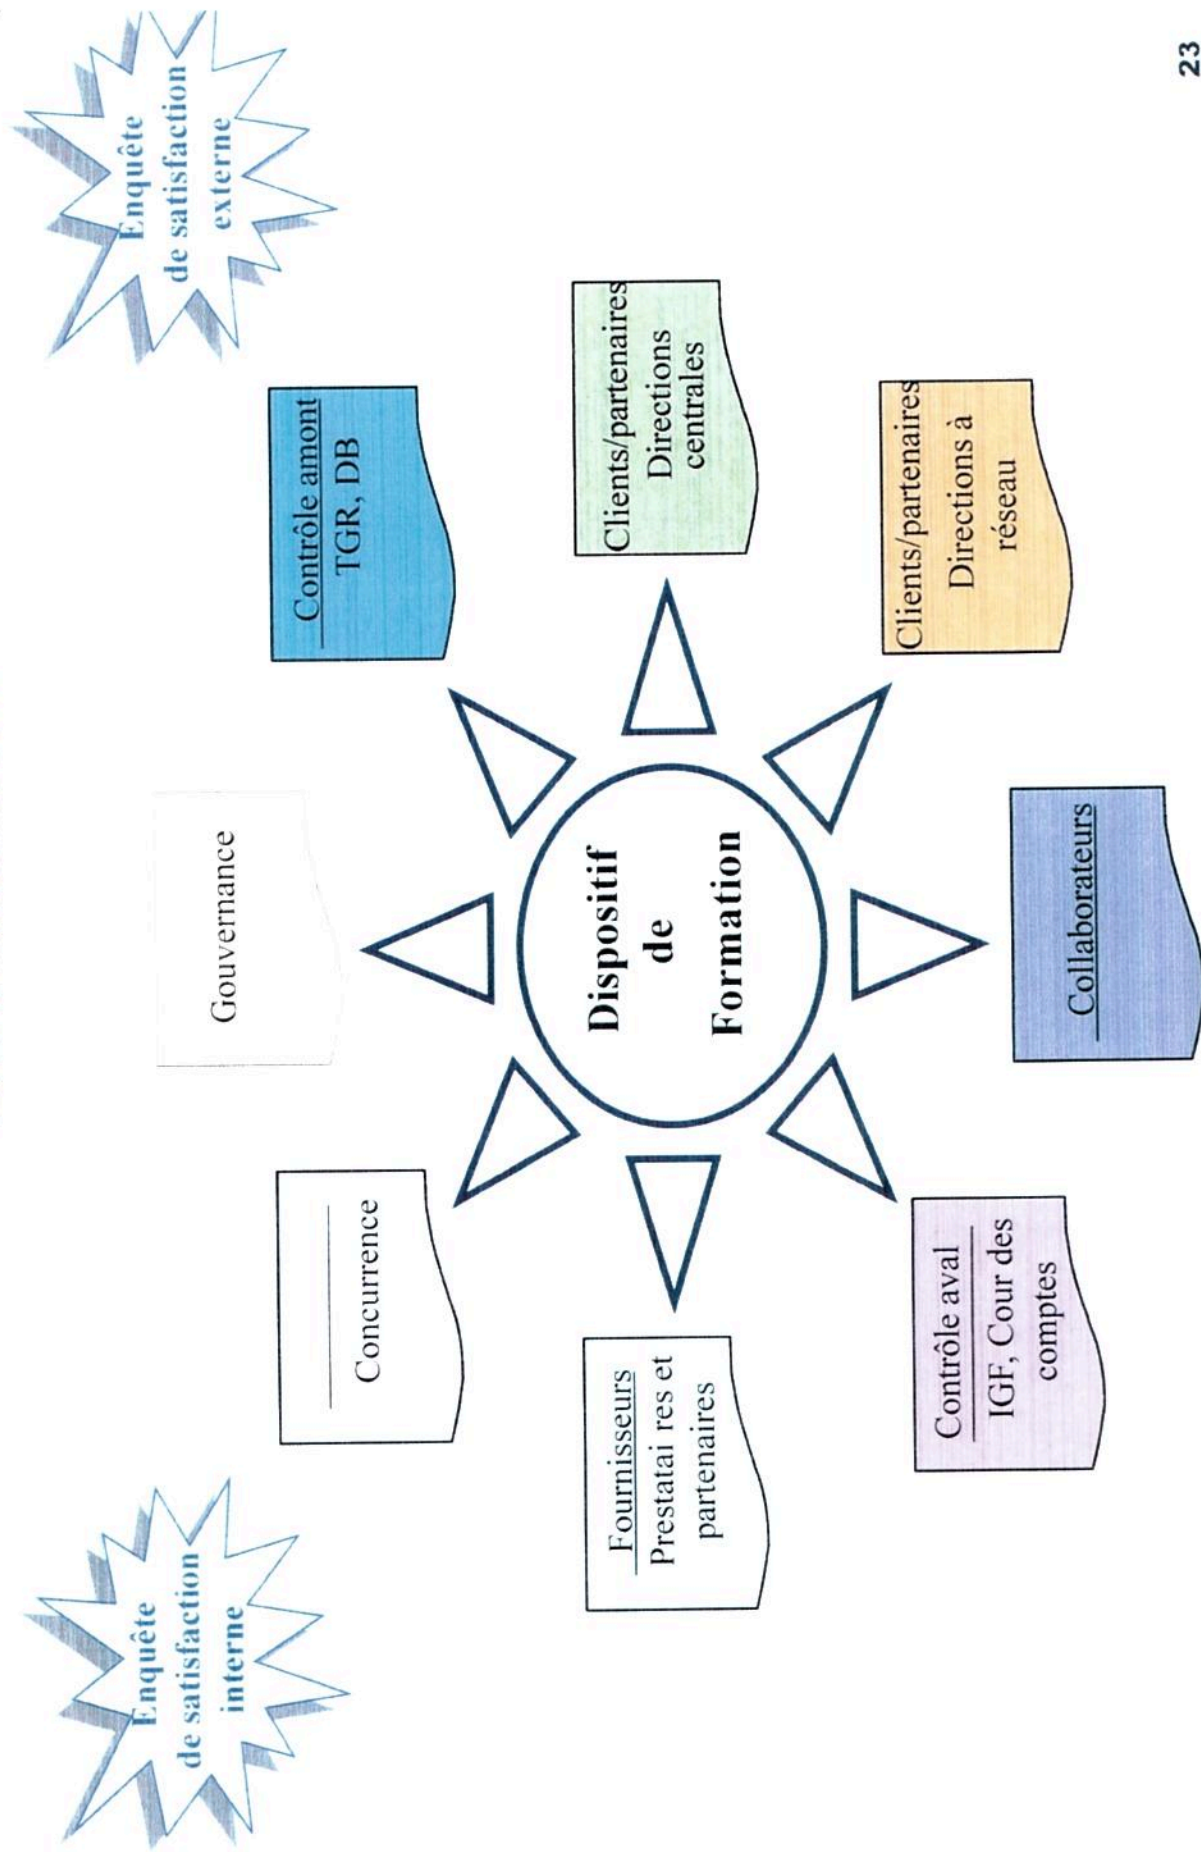 Enquête
de satisfaction
interne
Enquête
de satisfaction
externe
Gouvernance
Concurrence
Contrôle amont
TGR, DB
Fournisseurs
Prestatai res et
partenaires
Dispositif
de
Formation
Clients/partenaires
Directions
centrales
Contrôle aval
IGF, Cour des
comptes
Clients/partenaires
Directions à
réseau
Collaborateurs
23